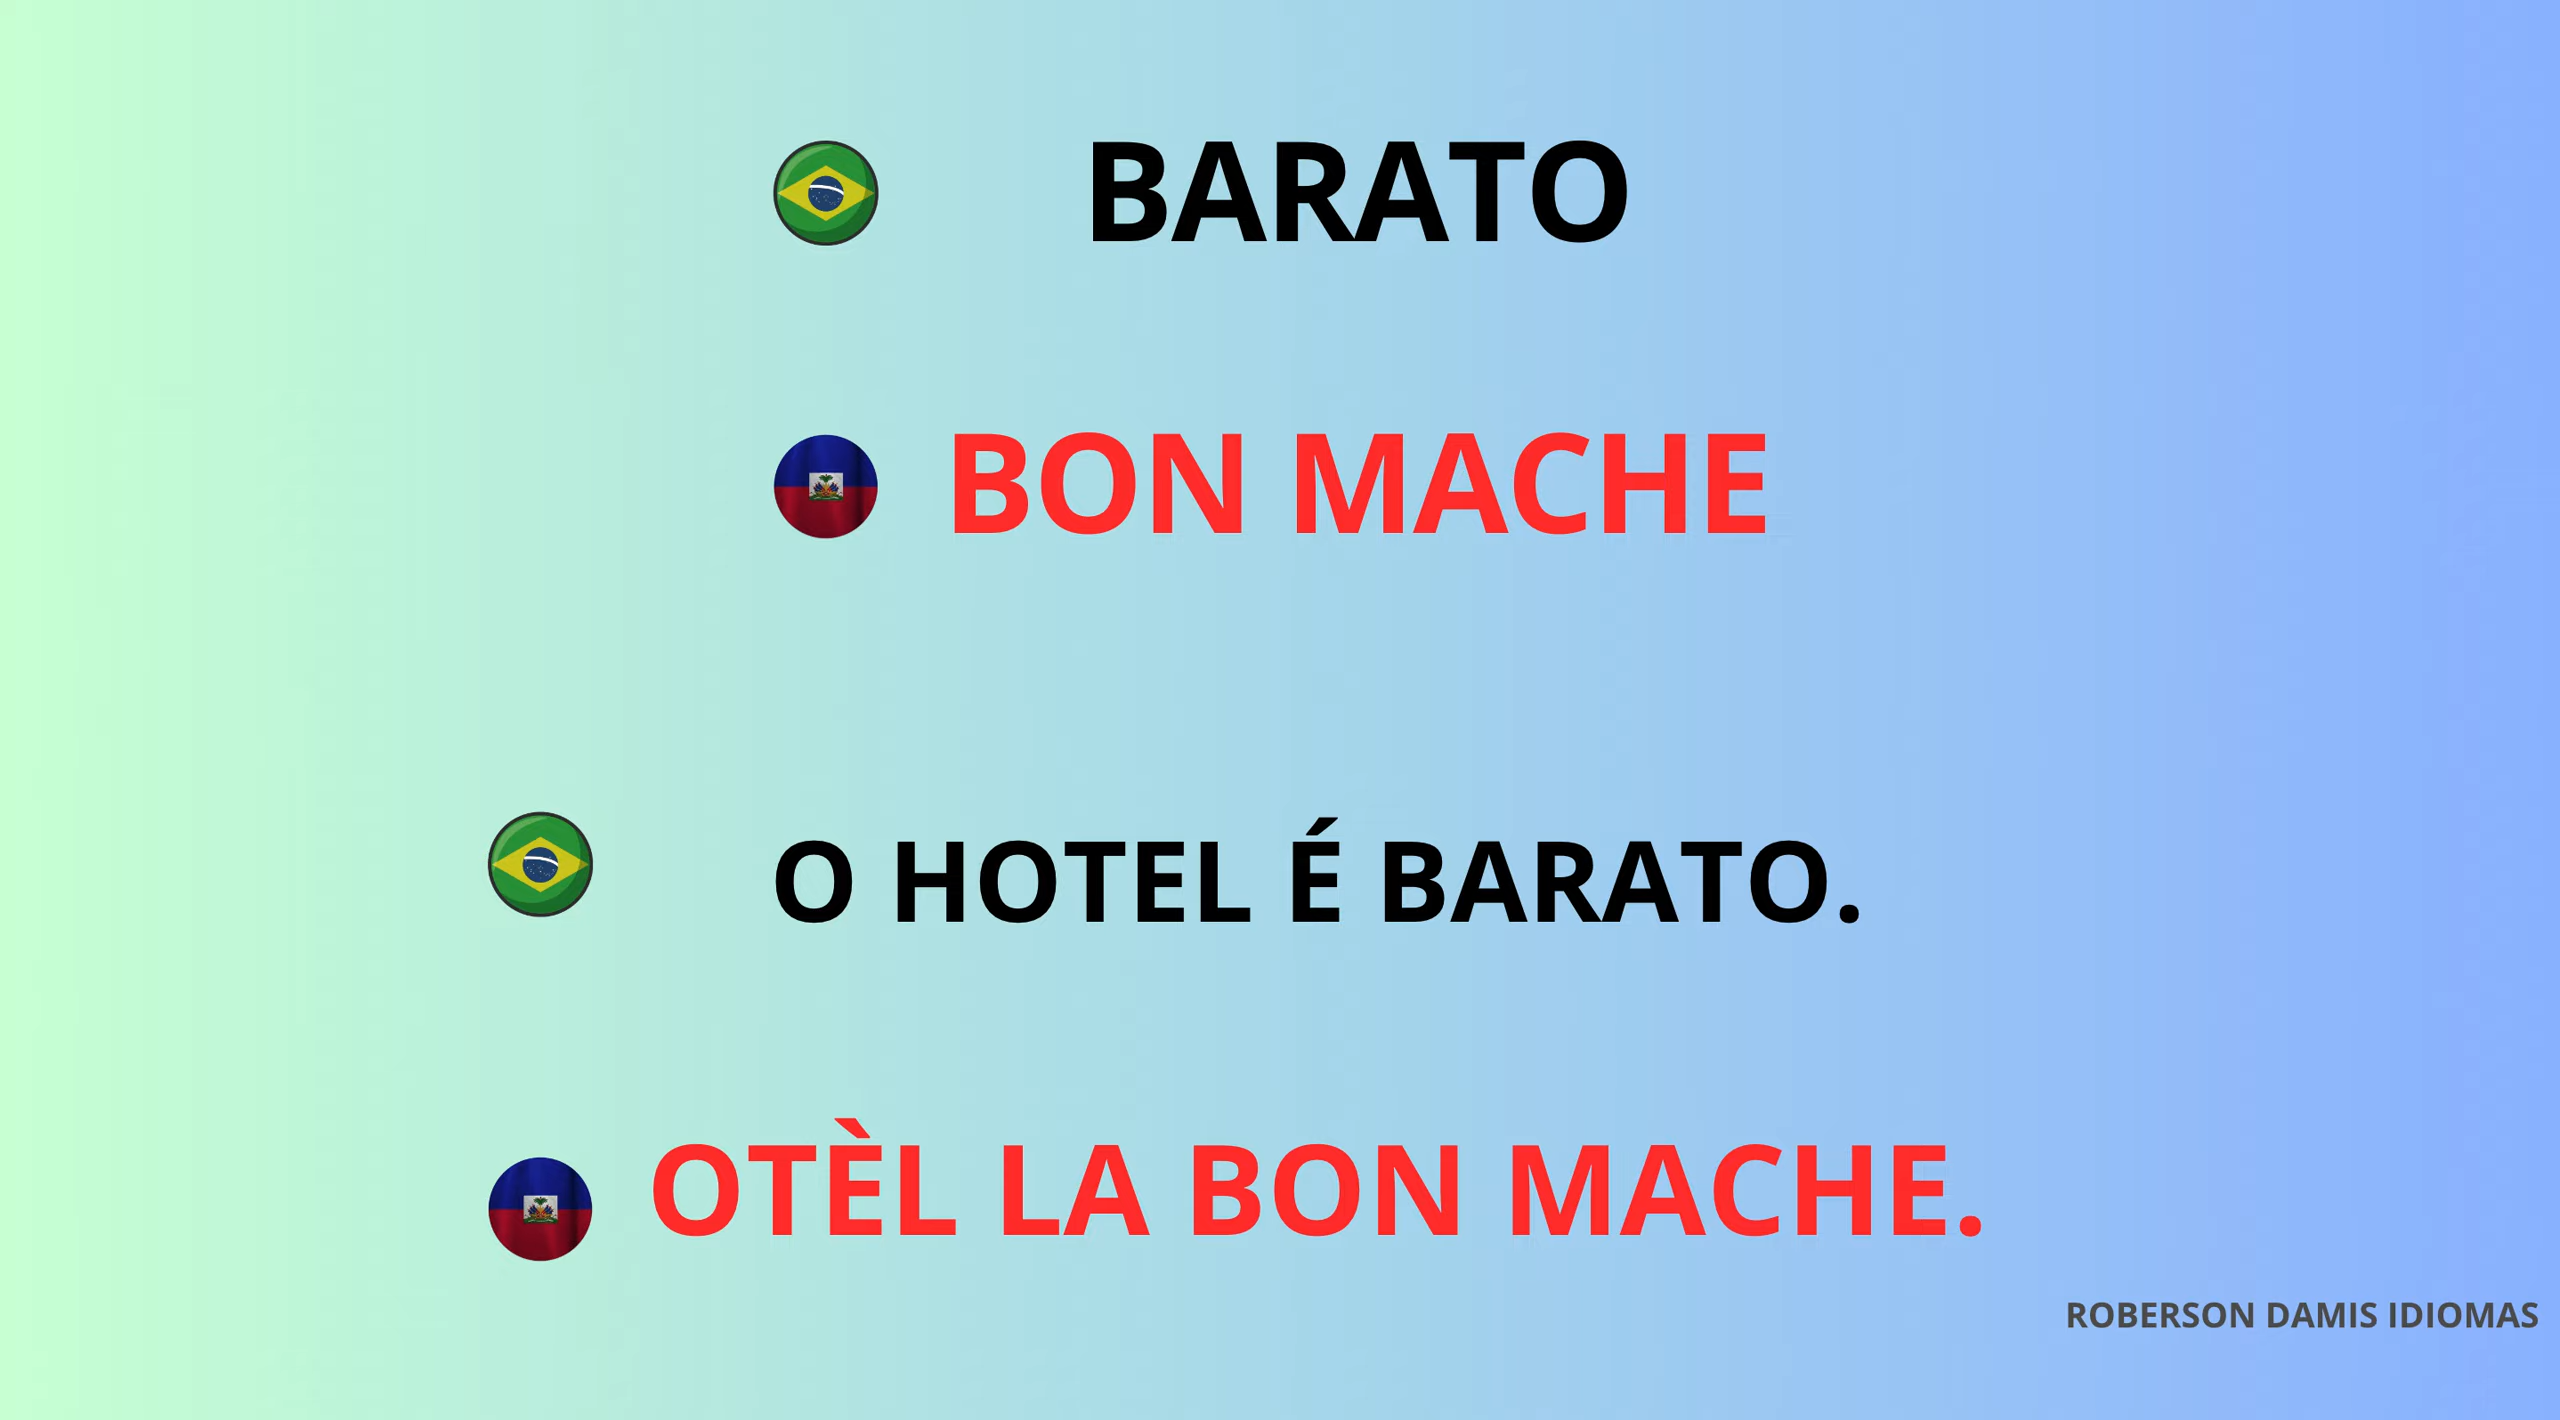 BARATO
BON MACHE
O HOTEL É BARATO.
OTÈL LA BON MACHE.
ROBERSON DAMIS IDIOMAS